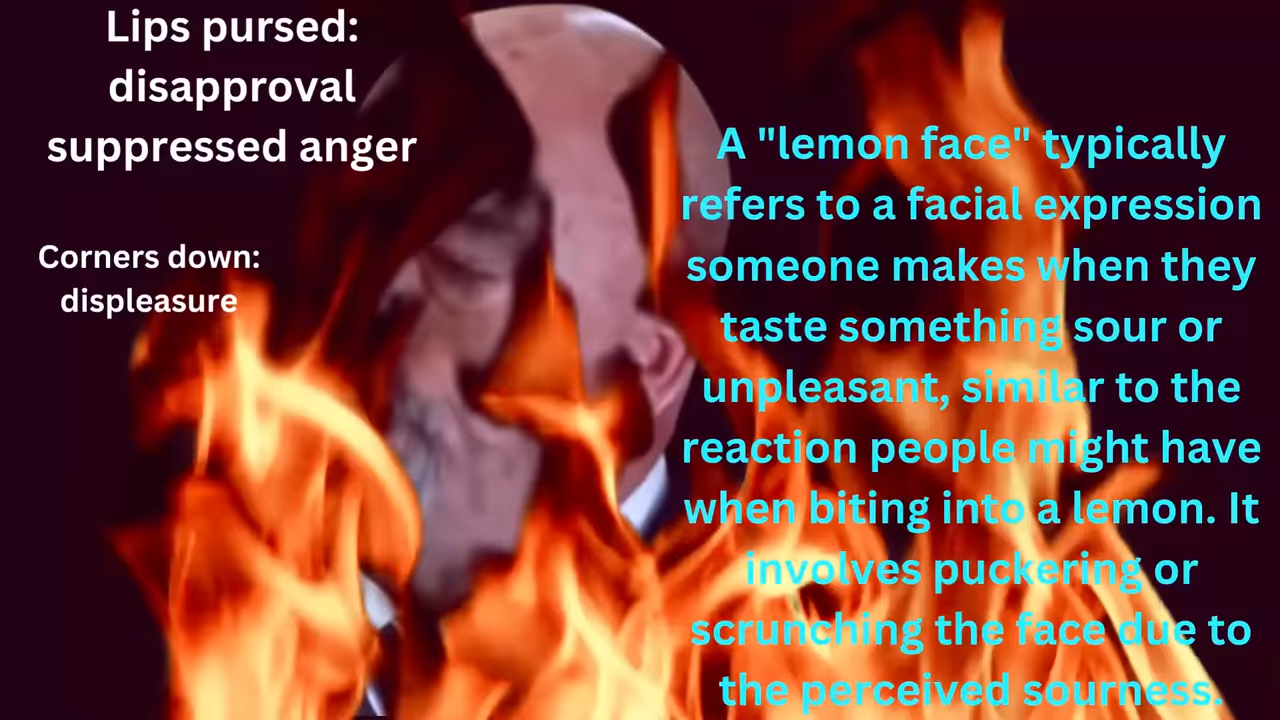 Lips pursed:
disapproval
suppressed anger
Corners down:
displeasure
A "lemon face" typically
refers to a facial expression
someone makes when they
taste something sour or
unpleasant, similar to the
reaction people might have
when biting into a lemon. It
involves puckering or
scrunching the face due to
the perceived sourness.